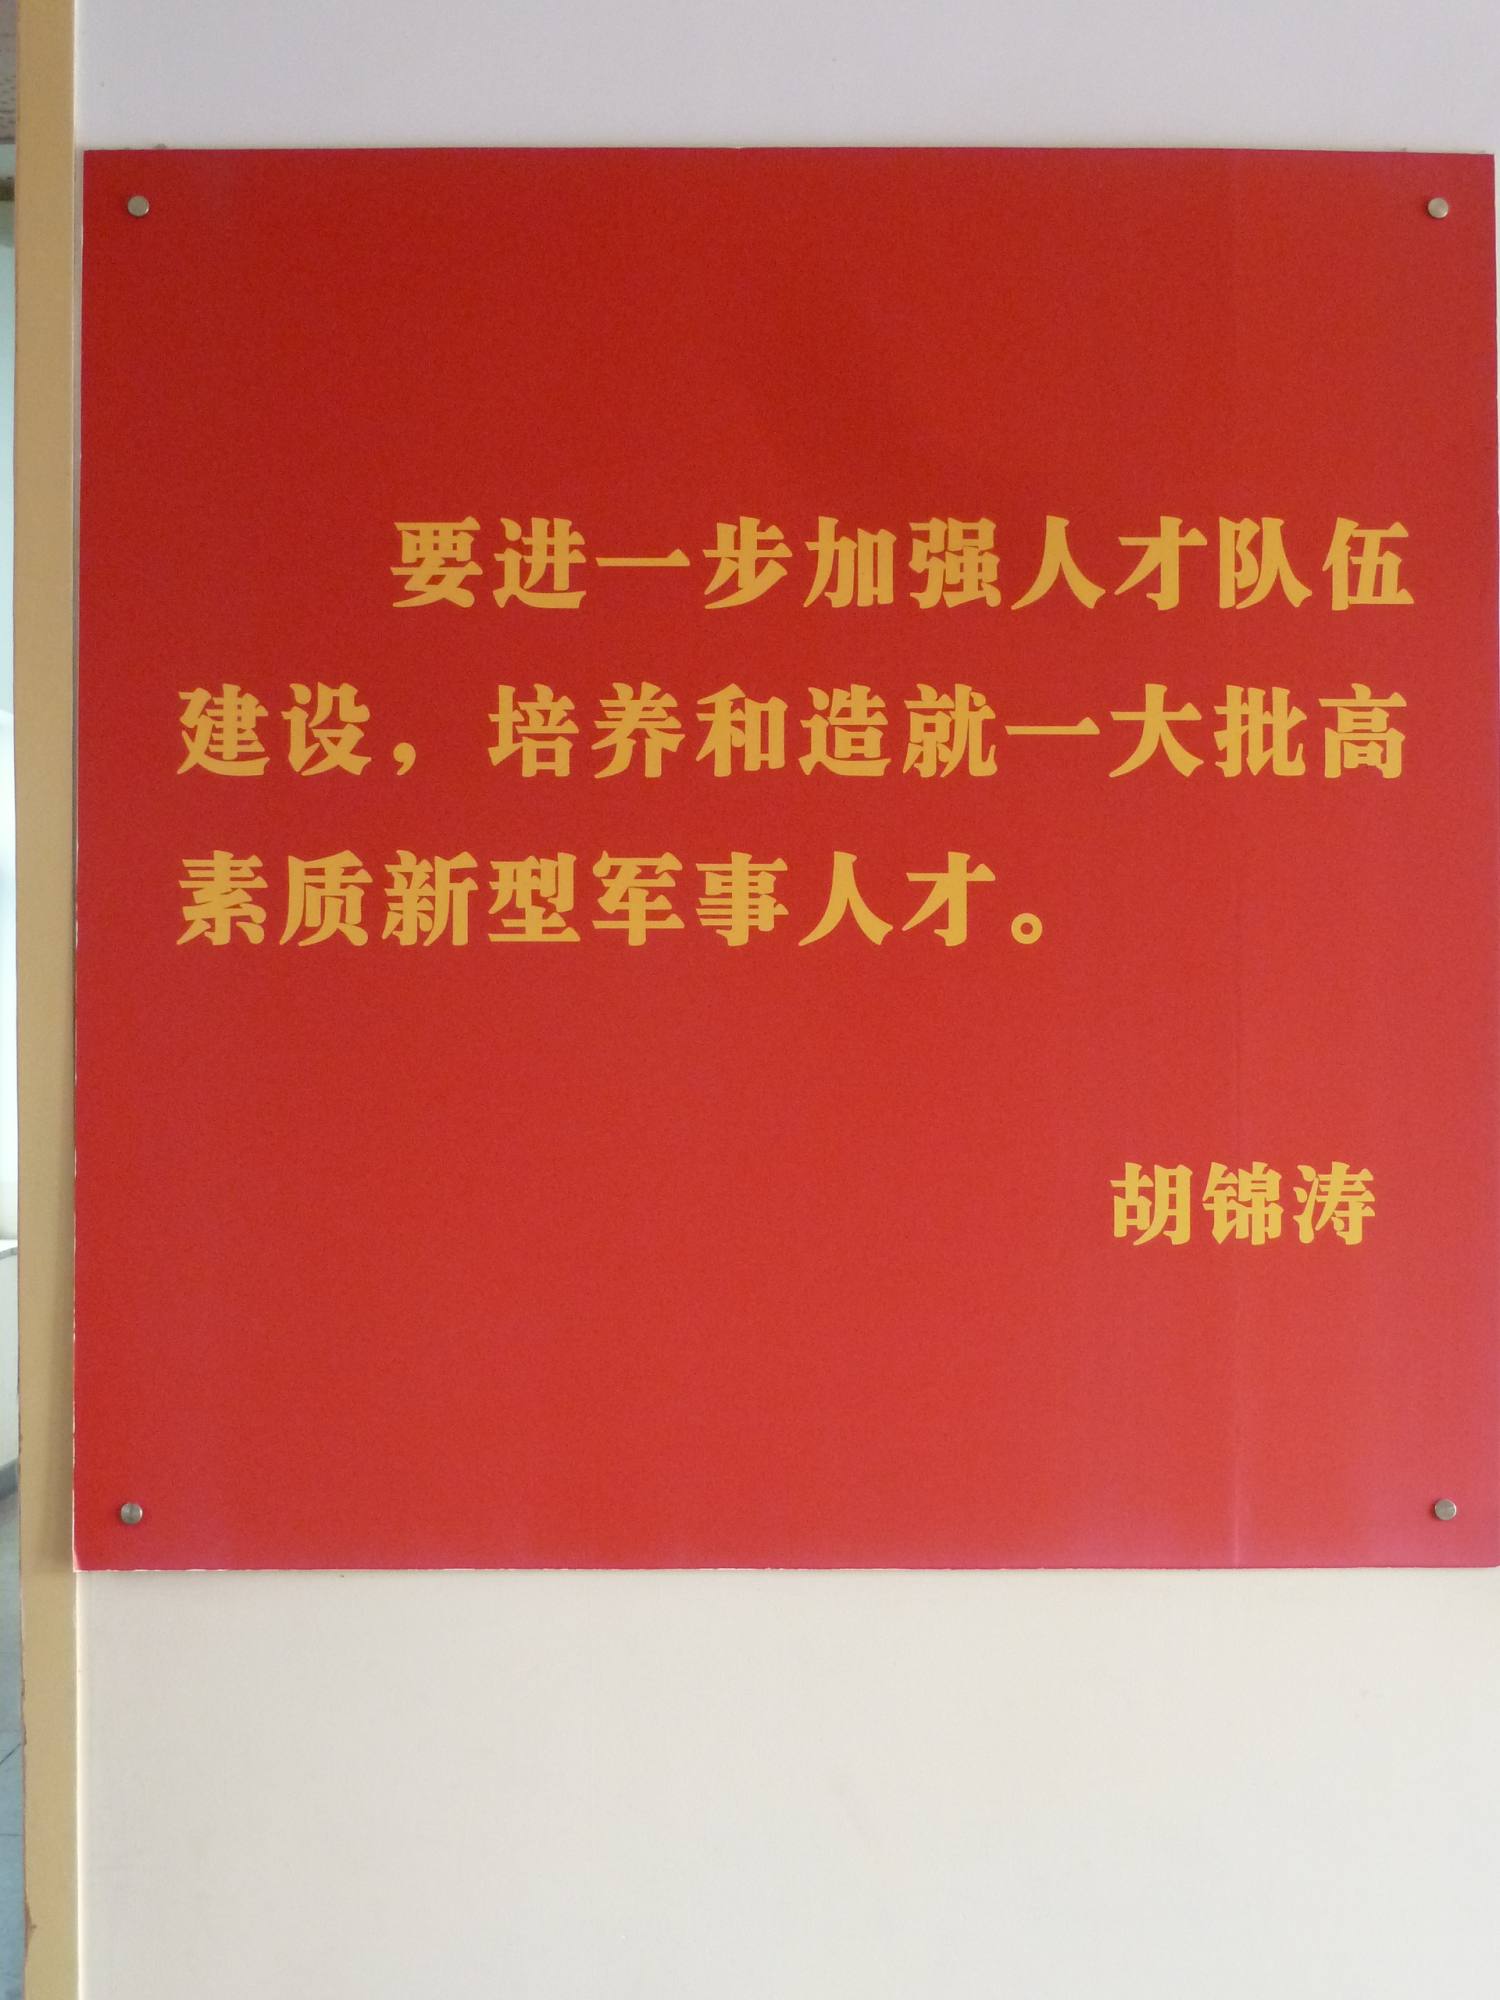 要进一步加强人才队伍
建设，培养和造就一大批高
素质新型军事人才。
胡锦涛